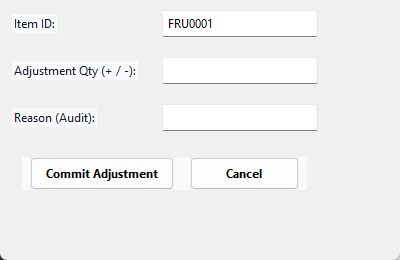 Item ID: FRU0001
Adjustment Qty (+ / -):
Reason (Audit):
Commit Adjustment Cancel